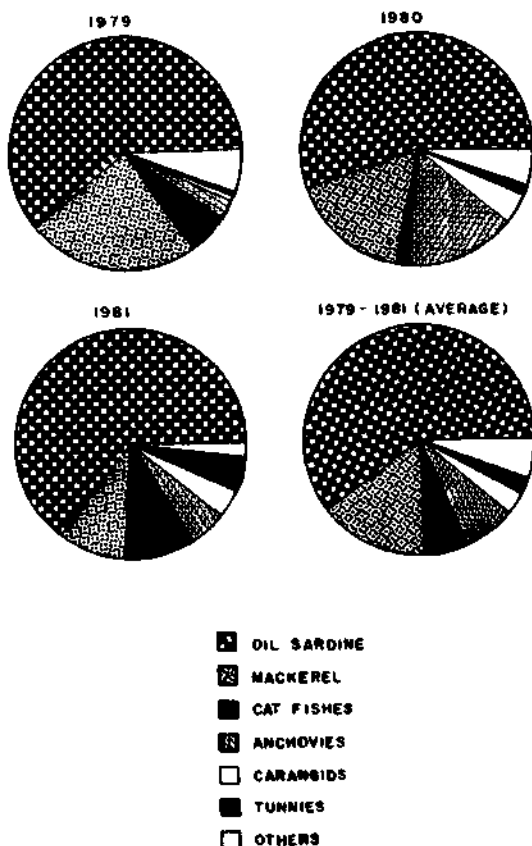 1979
1980
1981
1979 - 1981 (AVERAGE)
OIL SARDINE
MACKEREL
CAT FISHES
ANCHOVIES
CARANGIDS
TUNNIES
OTHERS